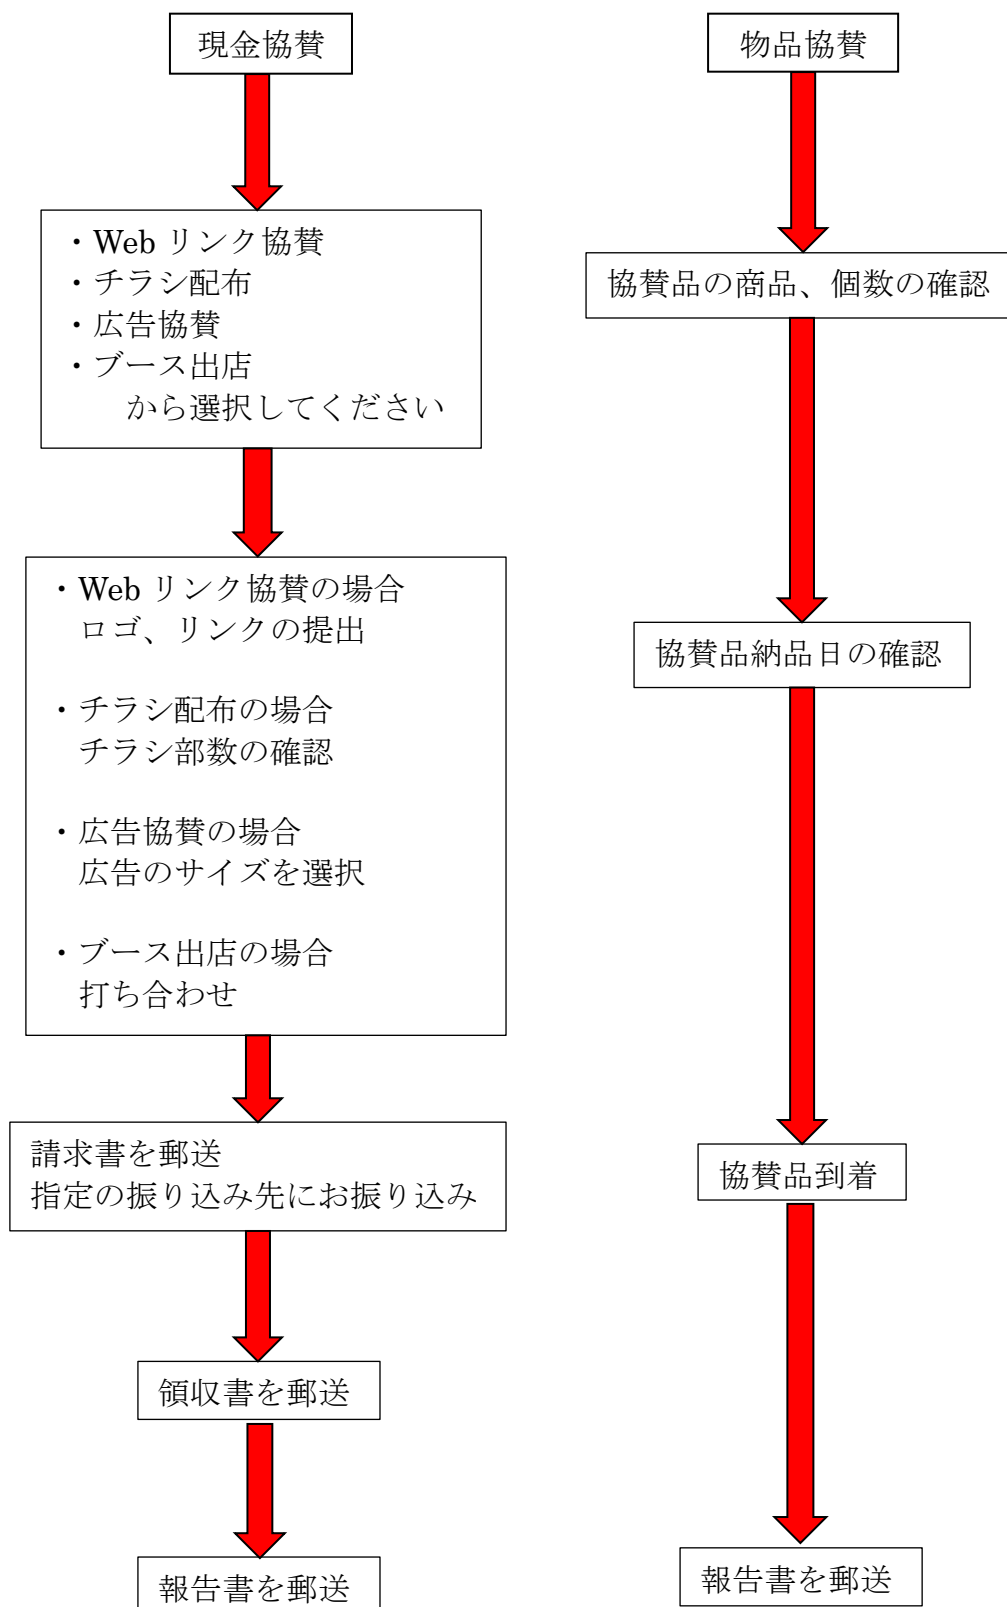 現金協賛
・Web リンク協賛
・チラシ配布
・広告協賛
・ブース出店
から選択してください
・Web リンク協賛の場合
ロゴ、リンクの提出
・チラシ配布の場合
チラシ部数の確認
・広告協賛の場合
広告のサイズを選択
・ブース出店の場合
打ち合わせ
請求書を郵送
指定の振り込み先にお振り込み
領収書を郵送
報告書を郵送
物品協賛
協賛品の商品、個数の確認
協賛品納品日の確認
協賛品到着
報告書を郵送